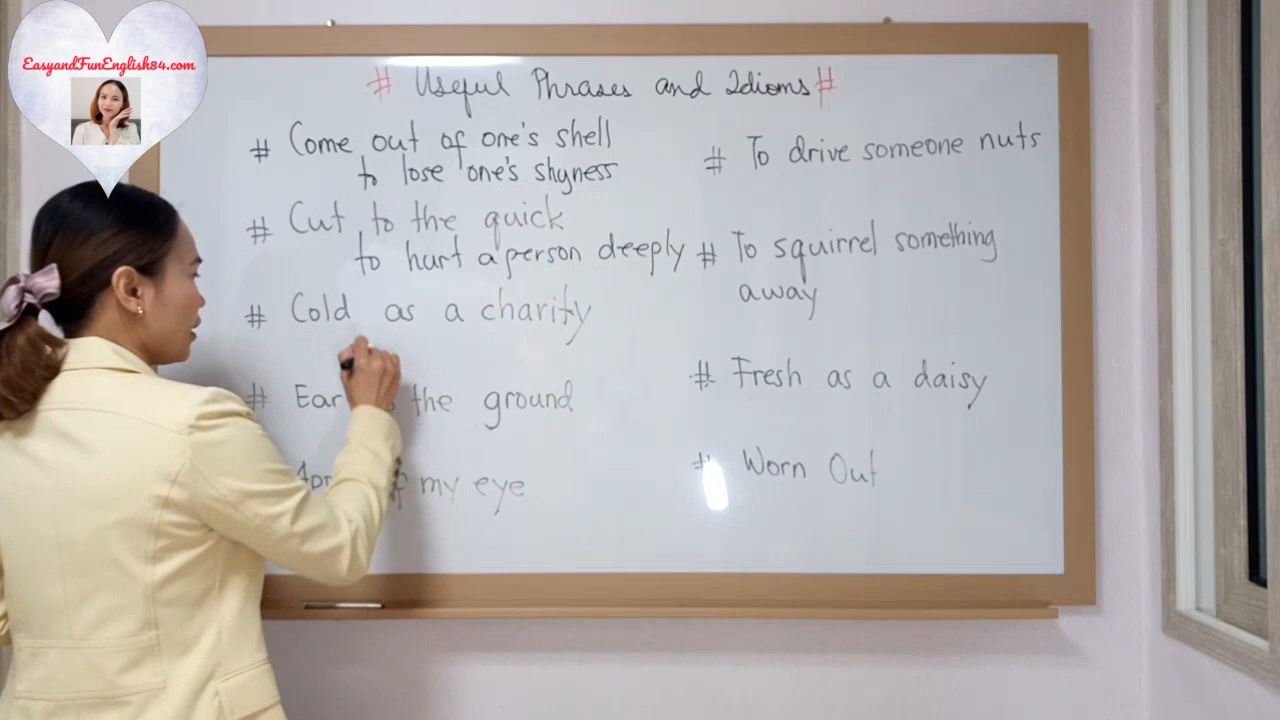 EasyandFunEnglish84.com
# Useful Phrases and Idioms #
# Come out of one's shell
to lose one's shyness
# Cut to the quick
to hurt a person deeply
# Cold as a charity
# Ear the ground
my eye
# To drive someone nuts
# To squirrel something
away
# Fresh as a daisy
# Worn Out